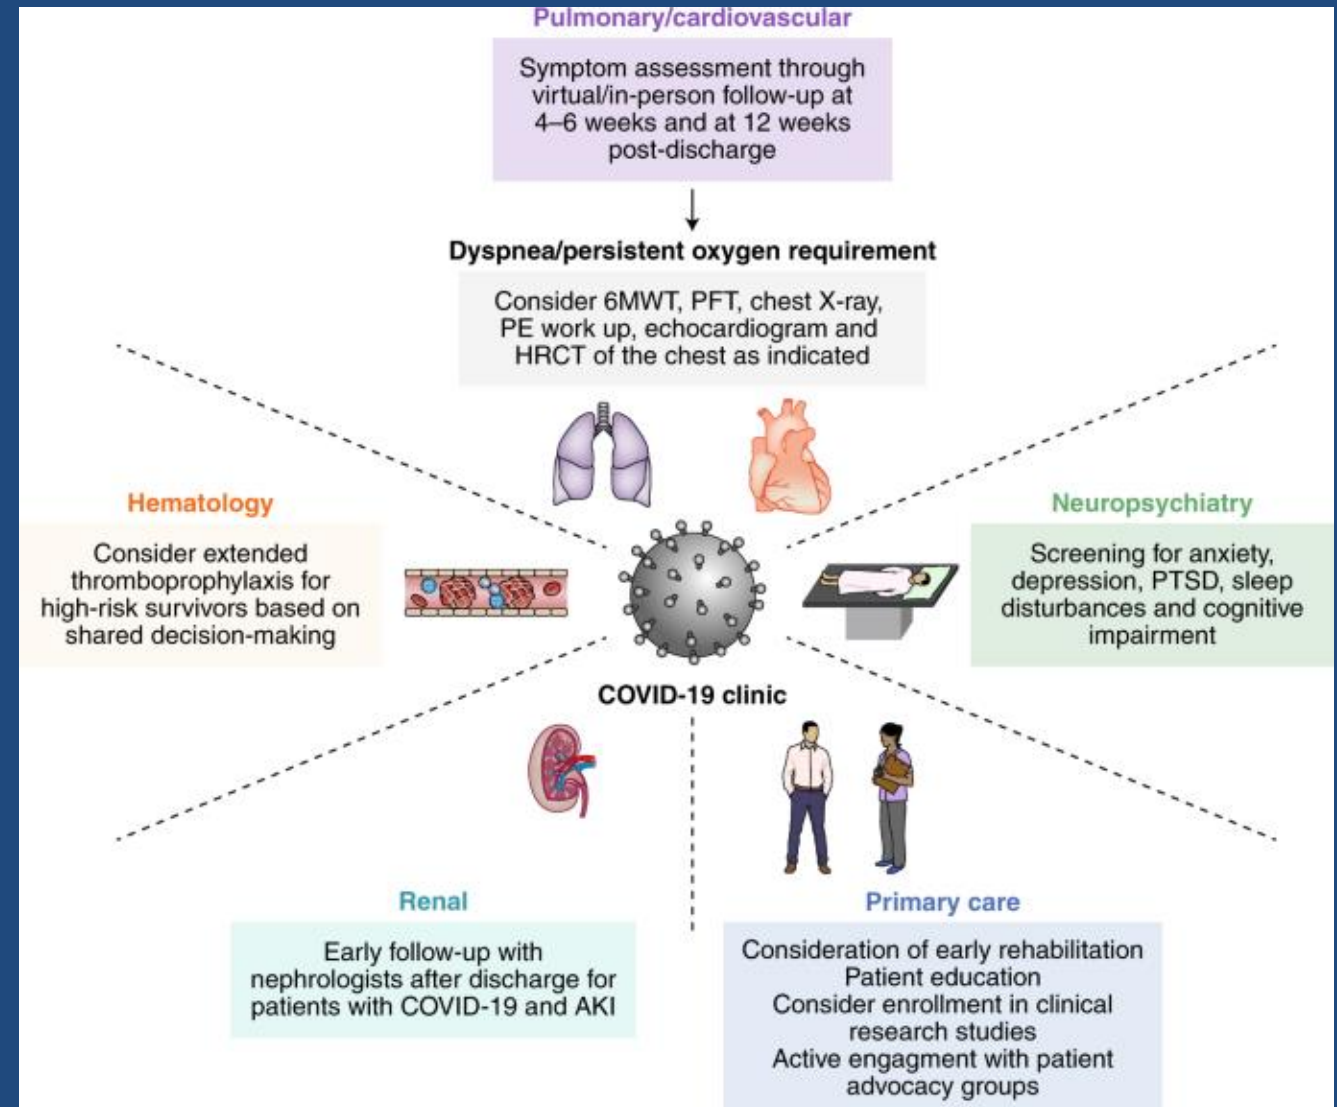 Pulmonary/cardiovascular
Symptom assessment through
virtual/in-person follow-up at
4–6 weeks and at 12 weeks
post-discharge
Dyspnea/persistent oxygen requirement
Consider 6MWT, PFT, chest X-ray,
PE work up, echocardiogram and
HRCT of the chest as indicated
Hematology
Consider extended
thromboprophylaxis for
high-risk survivors based on
shared decision-making
Neuropsychiatry
Screening for anxiety,
depression, PTSD, sleep
disturbances and cognitive
impairment
COVID-19 clinic
Renal
Early follow-up with
nephrologists after discharge for
patients with COVID-19 and AKI
Primary care
Consideration of early rehabilitation
Patient education
Consider enrollment in clinical
research studies
Active engagment with patient
advocacy groups